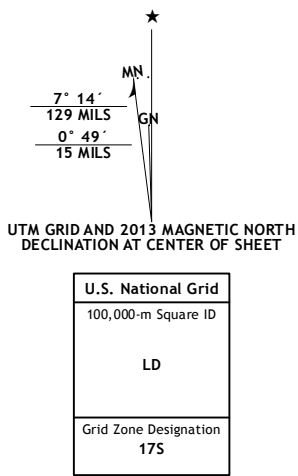 MN
7° 14´
129 MILS
GN
0° 49´
15 MILS
UTM GRID AND 2013 MAGNETIC NORTH
DECLINATION AT CENTER OF SHEET
U.S. National Grid
100,000-m Square ID
LD
Grid Zone Designation
17S